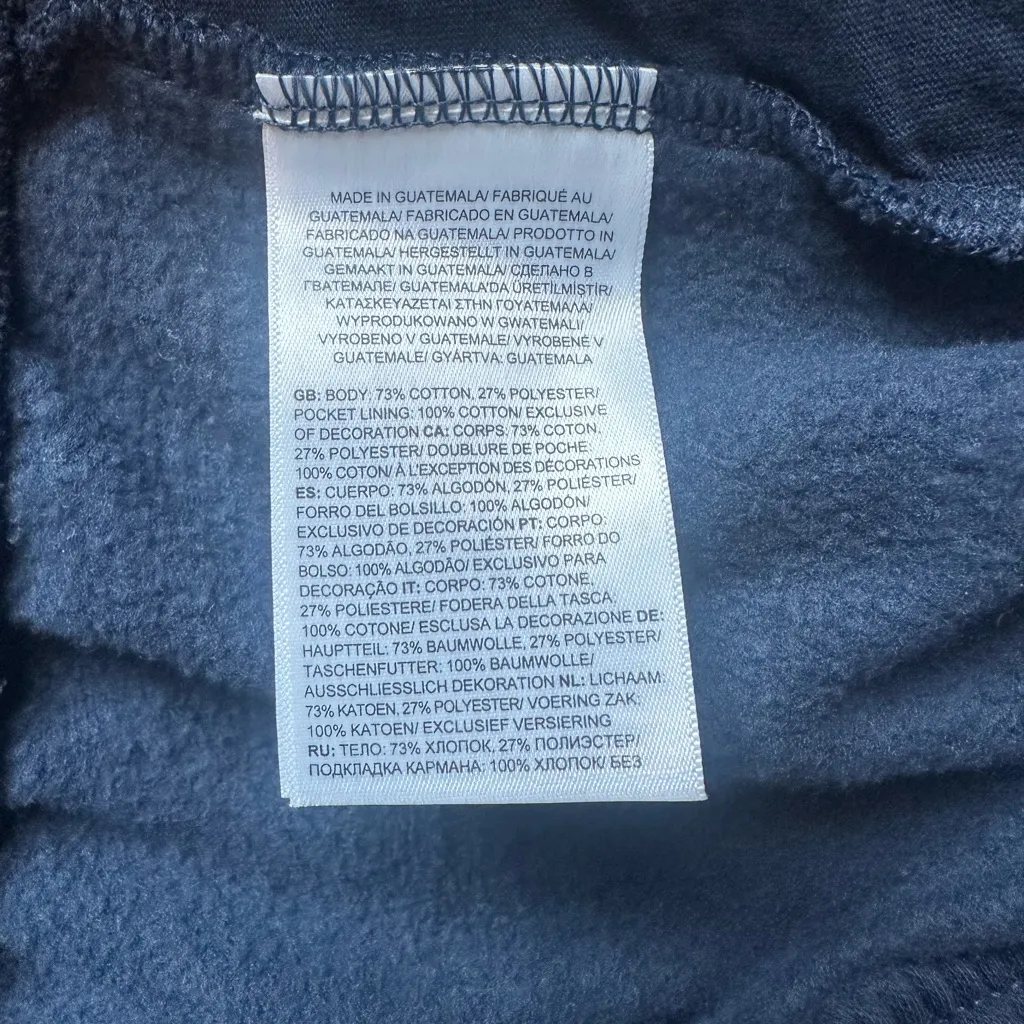 MADE IN GUATEMALA/ FABRIQUÉ AU
GUATEMALA/ FABRICADO EN GUATEMALA/
FABRICADO NA GUATEMALA/ PRODOTTO IN
GUATEMALA/ HERGESTELLT IN GUATEMALA/
GEMAAKT IN GUATEMALA/ СДЕЛАНО В
ГВАТЕМАЛЕ/ GUATEMALA'DA ÜRETİLMİŞTİR/
ΚΑΤΑΣΚΕΥΑΖΕΤΑΙ ΣΤΗΝ ΓΟΥΑΤΕΜΑΛΑ/
WYPRODUKOWANO W GWATEMALI/
VYROBENO V GUATEMALE/ VYROBENÉ V
GUATEMALE/ GYÁRTVA: GUATEMALA
GB: BODY: 73% COTTON, 27% POLYESTER/
POCKET LINING: 100% COTTON/ EXCLUSIVE
OF DECORATION CA: CORPS: 73% COTON,
27% POLYESTER/ DOUBLURE DE POCHE:
100% COTON/ À L'EXCEPTION DES DÉCORATIONS
ES: CUERPO: 73% ALGODÓN, 27% POLIÉSTER/
FORRO DEL BOLSILLO: 100% ALGODÓN/
EXCLUSIVO DE DECORACIÓN PT: CORPO:
73% ALGODÃO, 27% POLIÉSTER/ FORRO DO
BOLSO: 100% ALGODÃO/ EXCLUSIVO PARA
DECORAÇÃO IT: CORPO: 73% COTONE,
27% POLIESTERE/ FODERA DELLA TASCA:
100% COTONE/ ESCLUSA LA DECORAZIONE DE:
HAUPTTEIL: 73% BAUMWOLLE, 27% POLYESTER/
TASCHENFUTTER: 100% BAUMWOLLE/
AUSSCHLIESSLICH DEKORATION NL: LICHAAM:
73% KATOEN, 27% POLYESTER/ VOERING ZAK:
100% KATOEN/ EXCLUSIEF VERSIERING
RU: ТЕЛО: 73% ХЛОПОК, 27% ПОЛИЭСТЕР/
ПОДКЛАДКА КАРМАНА: 100% ХЛОПОК/ БЕЗ